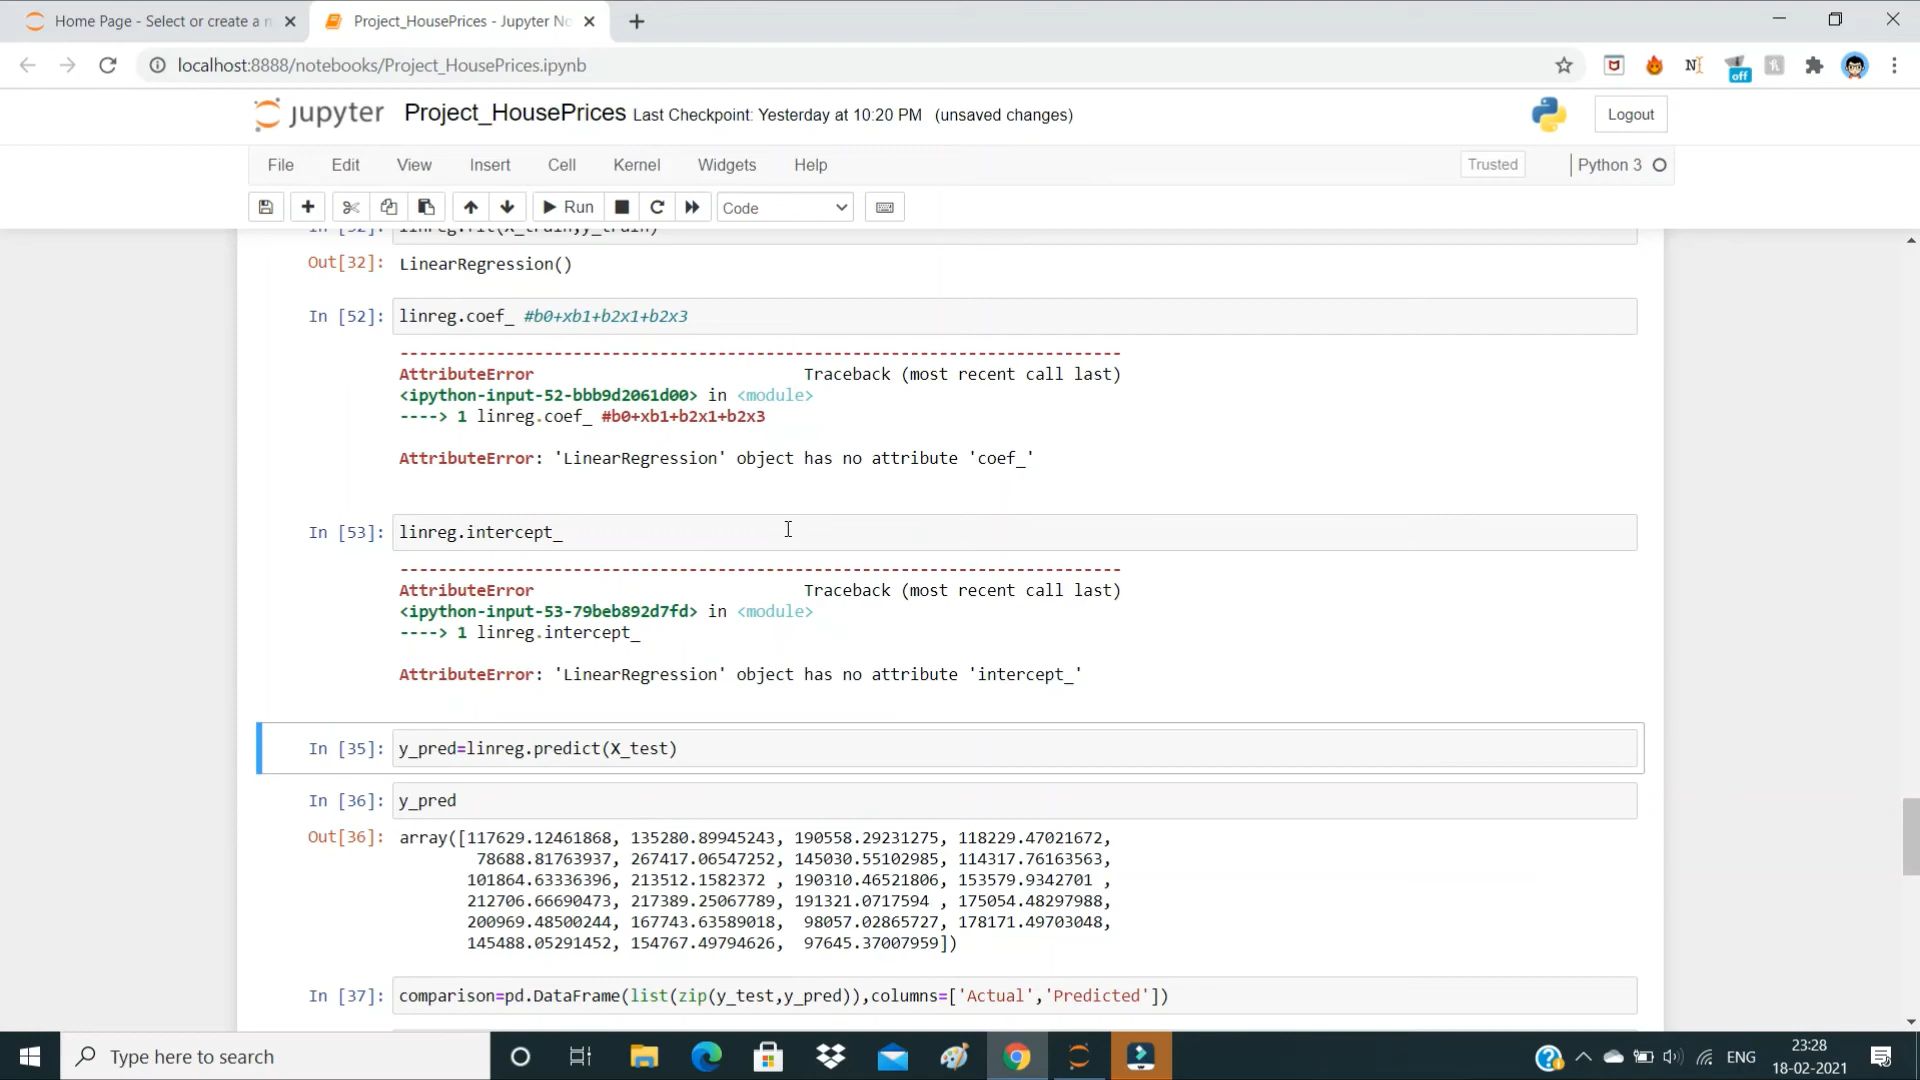 Home Page - Select or create a n
Project_HousePrices - Jupyter No
localhost:8888/notebooks/Project_HousePrices.ipynb
off
jupyter Project_HousePrices Last Checkpoint: Yesterday at 10:20 PM (unsaved changes)
Logout
File Edit View Insert Cell Kernel Widgets Help
Trusted
Python 3
Run
Code
In [32]: linreg.fit(X_train,y_train)
Out[32]: LinearRegression()
In [52]: linreg.coef_ #b0+xb1+b2x1+b2x3
---------------------------------------------------------------------------
AttributeError Traceback (most recent call last)
<ipython-input-52-bbb9d2061d00> in <module>
----> 1 linreg.coef_ #b0+xb1+b2x1+b2x3
AttributeError: 'LinearRegression' object has no attribute 'coef_'
In [53]: linreg.intercept_
---------------------------------------------------------------------------
AttributeError Traceback (most recent call last)
<ipython-input-53-79beb892d7fd> in <module>
----> 1 linreg.intercept_
AttributeError: 'LinearRegression' object has no attribute 'intercept_'
In [35]: y_pred=linreg.predict(X_test)
In [36]: y_pred
Out[36]: array([117629.12461868, 135280.89945243, 190558.29231275, 118229.47021672,
78688.81763937, 267417.06547252, 145030.55102985, 114317.76163563,
101864.63336396, 213512.1582372 , 190310.46521806, 153579.9342701 ,
212706.66690473, 217389.25067789, 191321.0717594 , 175054.48297988,
200969.48500244, 167743.63589018, 98057.02865727, 178171.49703048,
145488.05291452, 154767.49794626, 97645.37007959])
In [37]: comparison=pd.DataFrame(list(zip(y_test,y_pred)),columns=['Actual','Predicted'])
Type here to search
ENG
23:28
18-02-2021